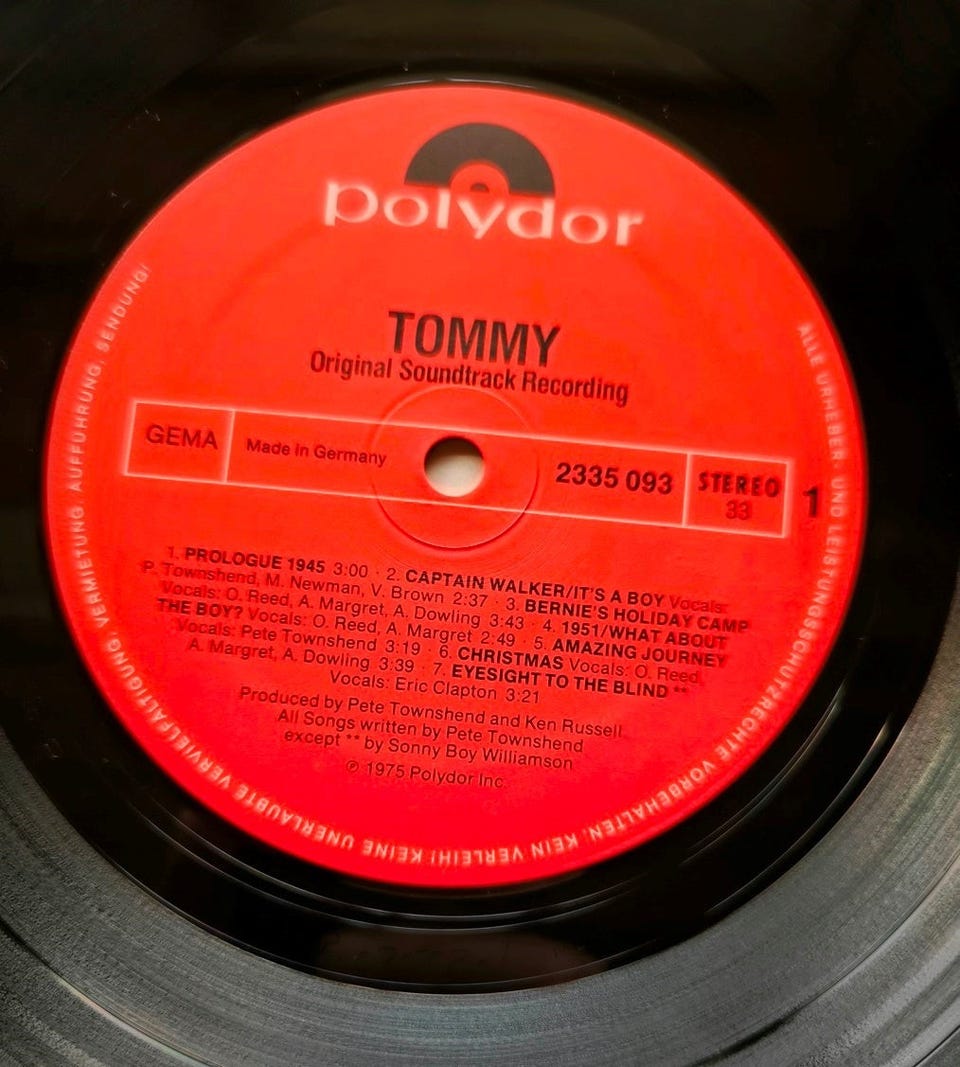 polydor
TOMMY
Original Soundtrack Recording
GEMA
Made in Germany
2335 093
STEREO
33
1
1. PROLOGUE 1945 3:00 · 2. CAPTAIN WALKER/IT'S A BOY Vocals:
P. Townshend, M. Newman, V. Brown 2:37 · 3. BERNIE'S HOLIDAY CAMP
Vocals: O. Reed, A. Margret, A. Dowling 3:43 · 4. 1951/WHAT ABOUT
THE BOY? Vocals: O. Reed, A. Margret 2:49 · 5. AMAZING JOURNEY
Vocals: Pete Townshend 3:19 · 6. CHRISTMAS Vocals: O. Reed,
A. Margret, A. Dowling 3:39 · 7. EYESIGHT TO THE BLIND **
Vocals: Eric Clapton 3:21
Produced by Pete Townshend and Ken Russell
All Songs written by Pete Townshend
except ** by Sonny Boy Williamson
℗ 1975 Polydor Inc.
ALLE URHEBER- UND LEISTUNGSSCHUTZRECHTE VORBEHALTEN. KEIN VERLEIH! KEINE UNERLAUBTE VERVIELFÄLTIGUNG, VERMIETUNG, AUFFÜHRUNG, SENDUNG!